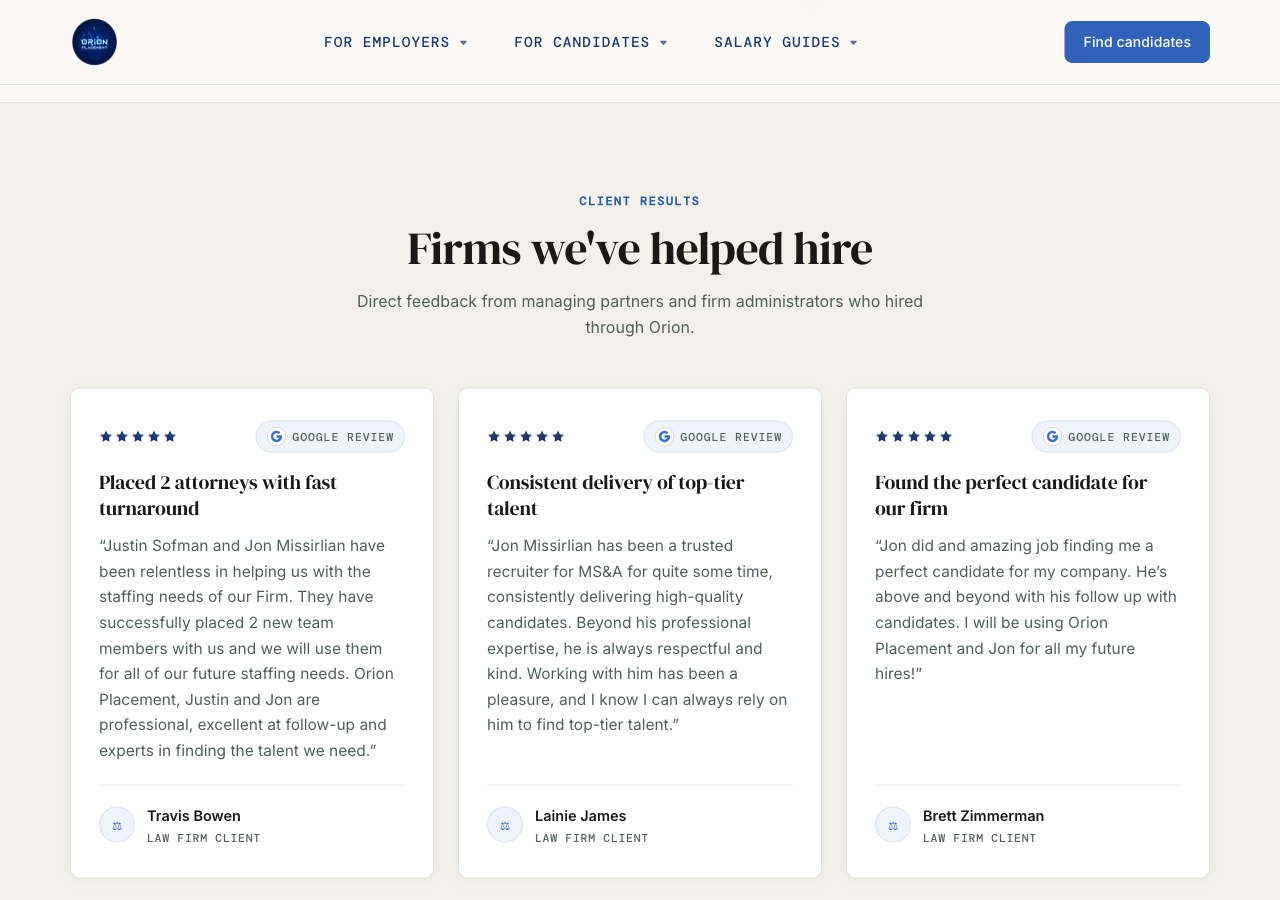 ORION
PLACEMENT
FOR EMPLOYERS
FOR CANDIDATES
SALARY GUIDES
Find candidates
CLIENT RESULTS
Firms we've helped hire
Direct feedback from managing partners and firm administrators who hired
through Orion.
GOOGLE REVIEW
Placed 2 attorneys with fast
turnaround
“Justin Sofman and Jon Missirlian have
been relentless in helping us with the
staffing needs of our Firm. They have
successfully placed 2 new team
members with us and we will use them
for all of our future staffing needs. Orion
Placement, Justin and Jon are
professional, excellent at follow-up and
experts in finding the talent we need.”
Travis Bowen
LAW FIRM CLIENT
GOOGLE REVIEW
Consistent delivery of top-tier
talent
“Jon Missirlian has been a trusted
recruiter for MS&A for quite some time,
consistently delivering high-quality
candidates. Beyond his professional
expertise, he is always respectful and
kind. Working with him has been a
pleasure, and I know I can always rely on
him to find top-tier talent.”
Lainie James
LAW FIRM CLIENT
GOOGLE REVIEW
Found the perfect candidate for
our firm
“Jon did and amazing job finding me a
perfect candidate for my company. He’s
above and beyond with his follow up with
candidates. I will be using Orion
Placement and Jon for all my future
hires!”
Brett Zimmerman
LAW FIRM CLIENT